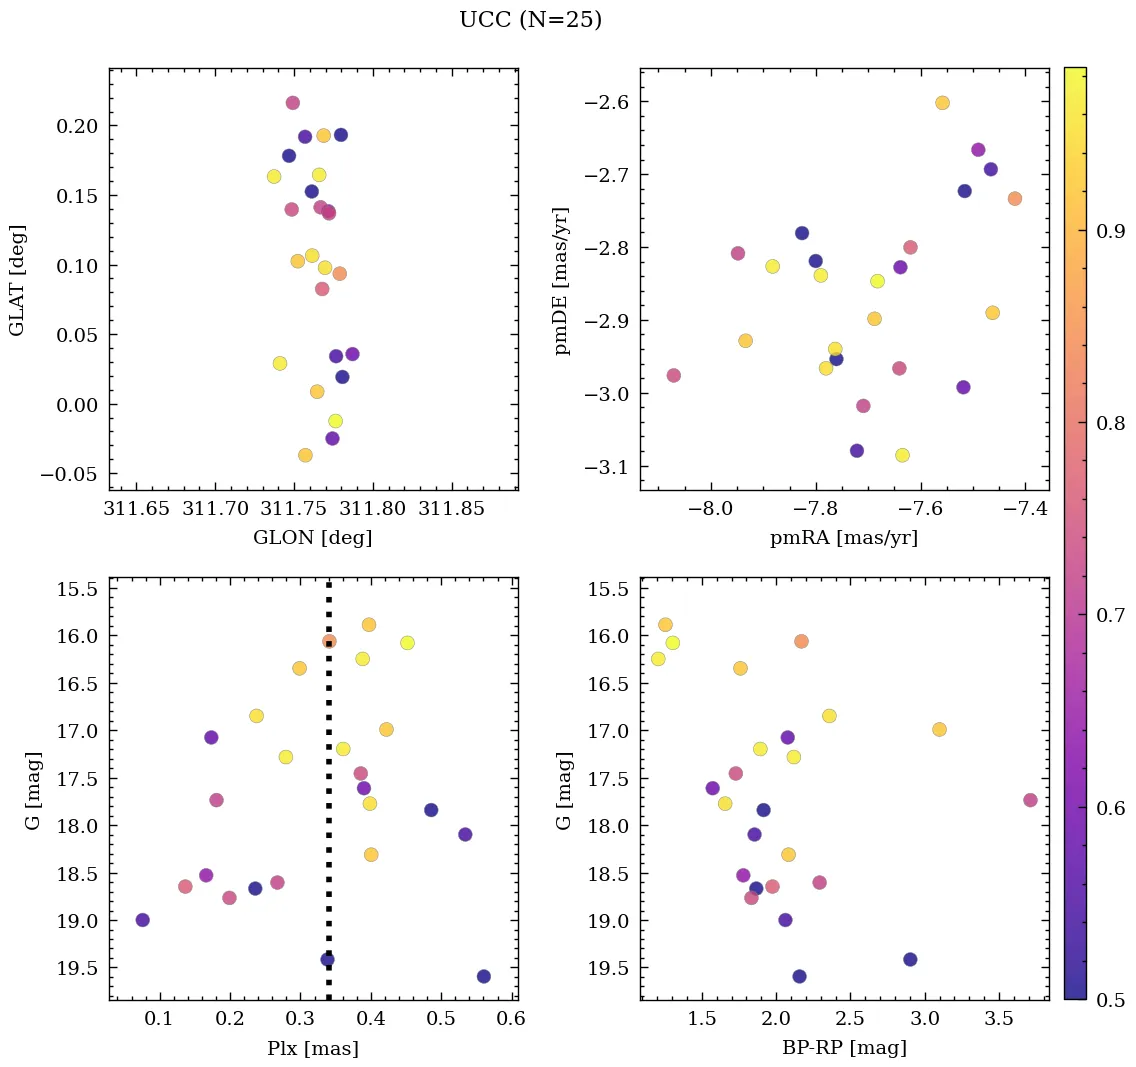 UCC (N=25)
0.20
0.15
0.10
0.05
0.00
−0.05
GLAT [deg]
311.65 311.70 311.75 311.80 311.85
GLON [deg]
−2.6
−2.7
−2.8
−2.9
−3.0
−3.1
pmDE [mas/yr]
−8.0 −7.8 −7.6 −7.4
pmRA [mas/yr]
15.5
16.0
16.5
17.0
17.5
18.0
18.5
19.0
19.5
G [mag]
0.1 0.2 0.3 0.4 0.5 0.6
Plx [mas]
15.5
16.0
16.5
17.0
17.5
18.0
18.5
19.0
19.5
G [mag]
1.5 2.0 2.5 3.0 3.5
BP-RP [mag]
0.9
0.8
0.7
0.6
0.5